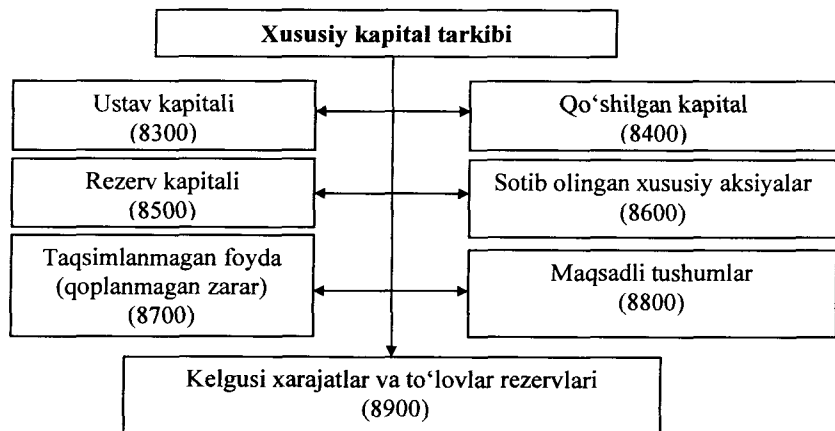 Xususiy kapital tarkibi
Ustav kapitali
(8300)
Qo‘shilgan kapital
(8400)
Rezerv kapitali
(8500)
Sotib olingan xususiy aksiyalar
(8600)
Taqsimlanmagan foyda
(qoplanmagan zarar)
(8700)
Maqsadli tushumlar
(8800)
Kelgusi xarajatlar va to‘lovlar rezervlari
(8900)